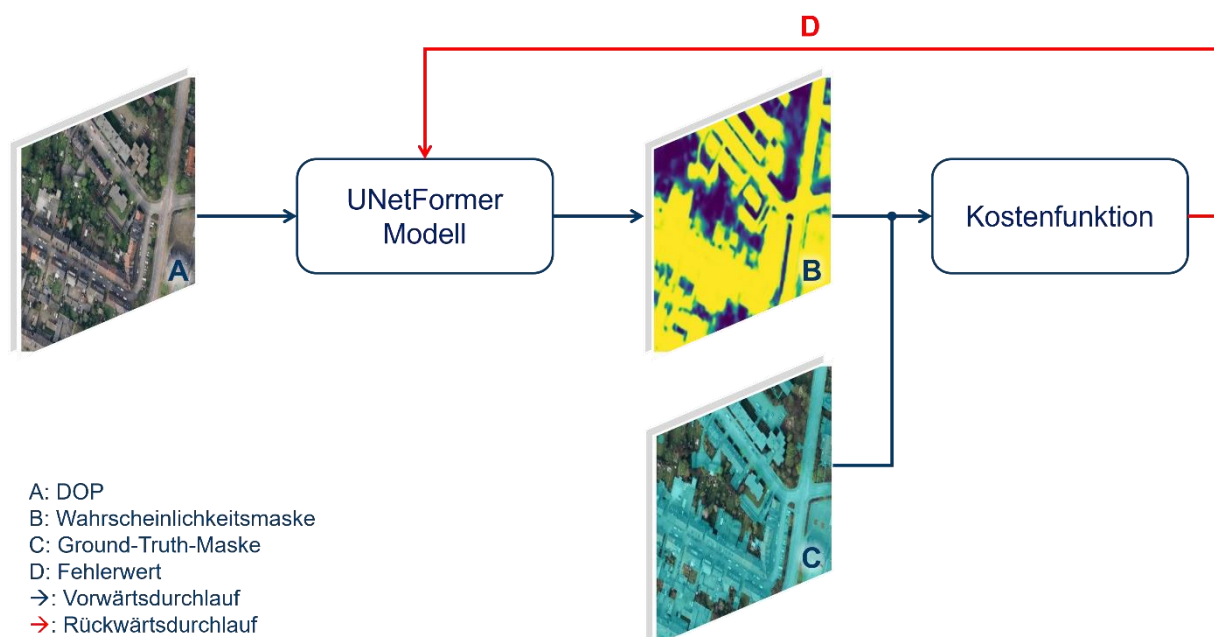 D
A
UNetFormer
Modell
B
Kostenfunktion
C
A: DOP
B: Wahrscheinlichkeitsmaske
C: Ground-Truth-Maske
D: Fehlerwert
→: Vorwärtsdurchlauf
→: Rückwärtsdurchlauf